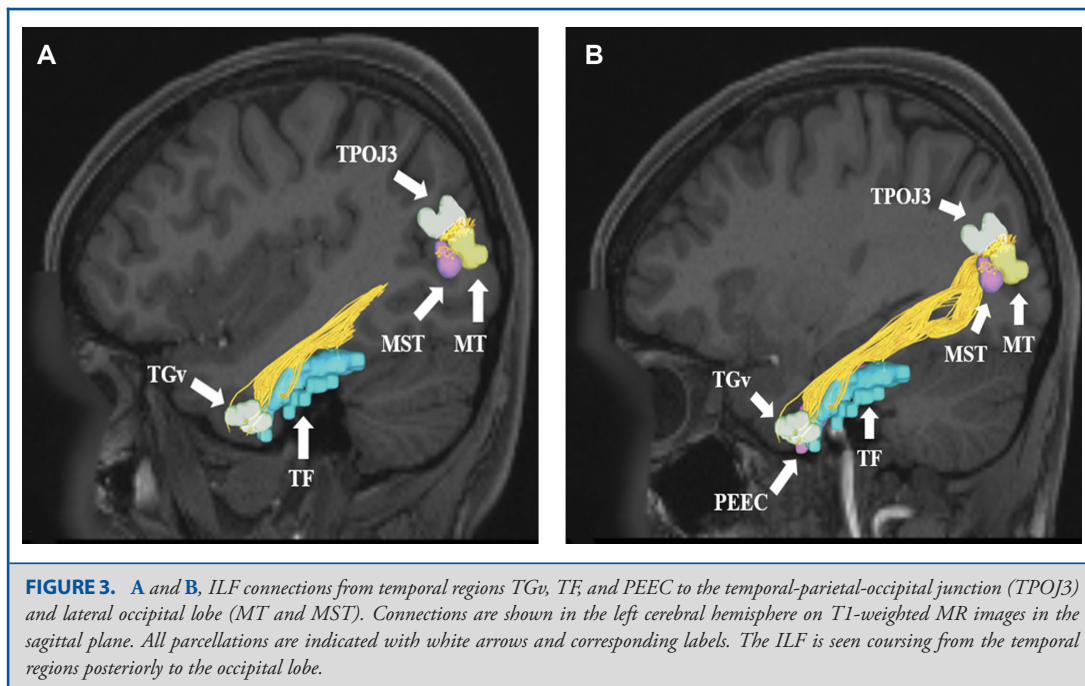 A
B
TPOJ3
TPOJ3
MST
MT
MST
MT
TGv
TGv
TF
TF
PEEC
FIGURE 3. A and B, ILF connections from temporal regions TGv, TF, and PEEC to the temporal-parietal-occipital junction (TPOJ3)
and lateral occipital lobe (MT and MST). Connections are shown in the left cerebral hemisphere on T1-weighted MR images in the
sagittal plane. All parcellations are indicated with white arrows and corresponding labels. The ILF is seen coursing from the temporal
regions posteriorly to the occipital lobe.